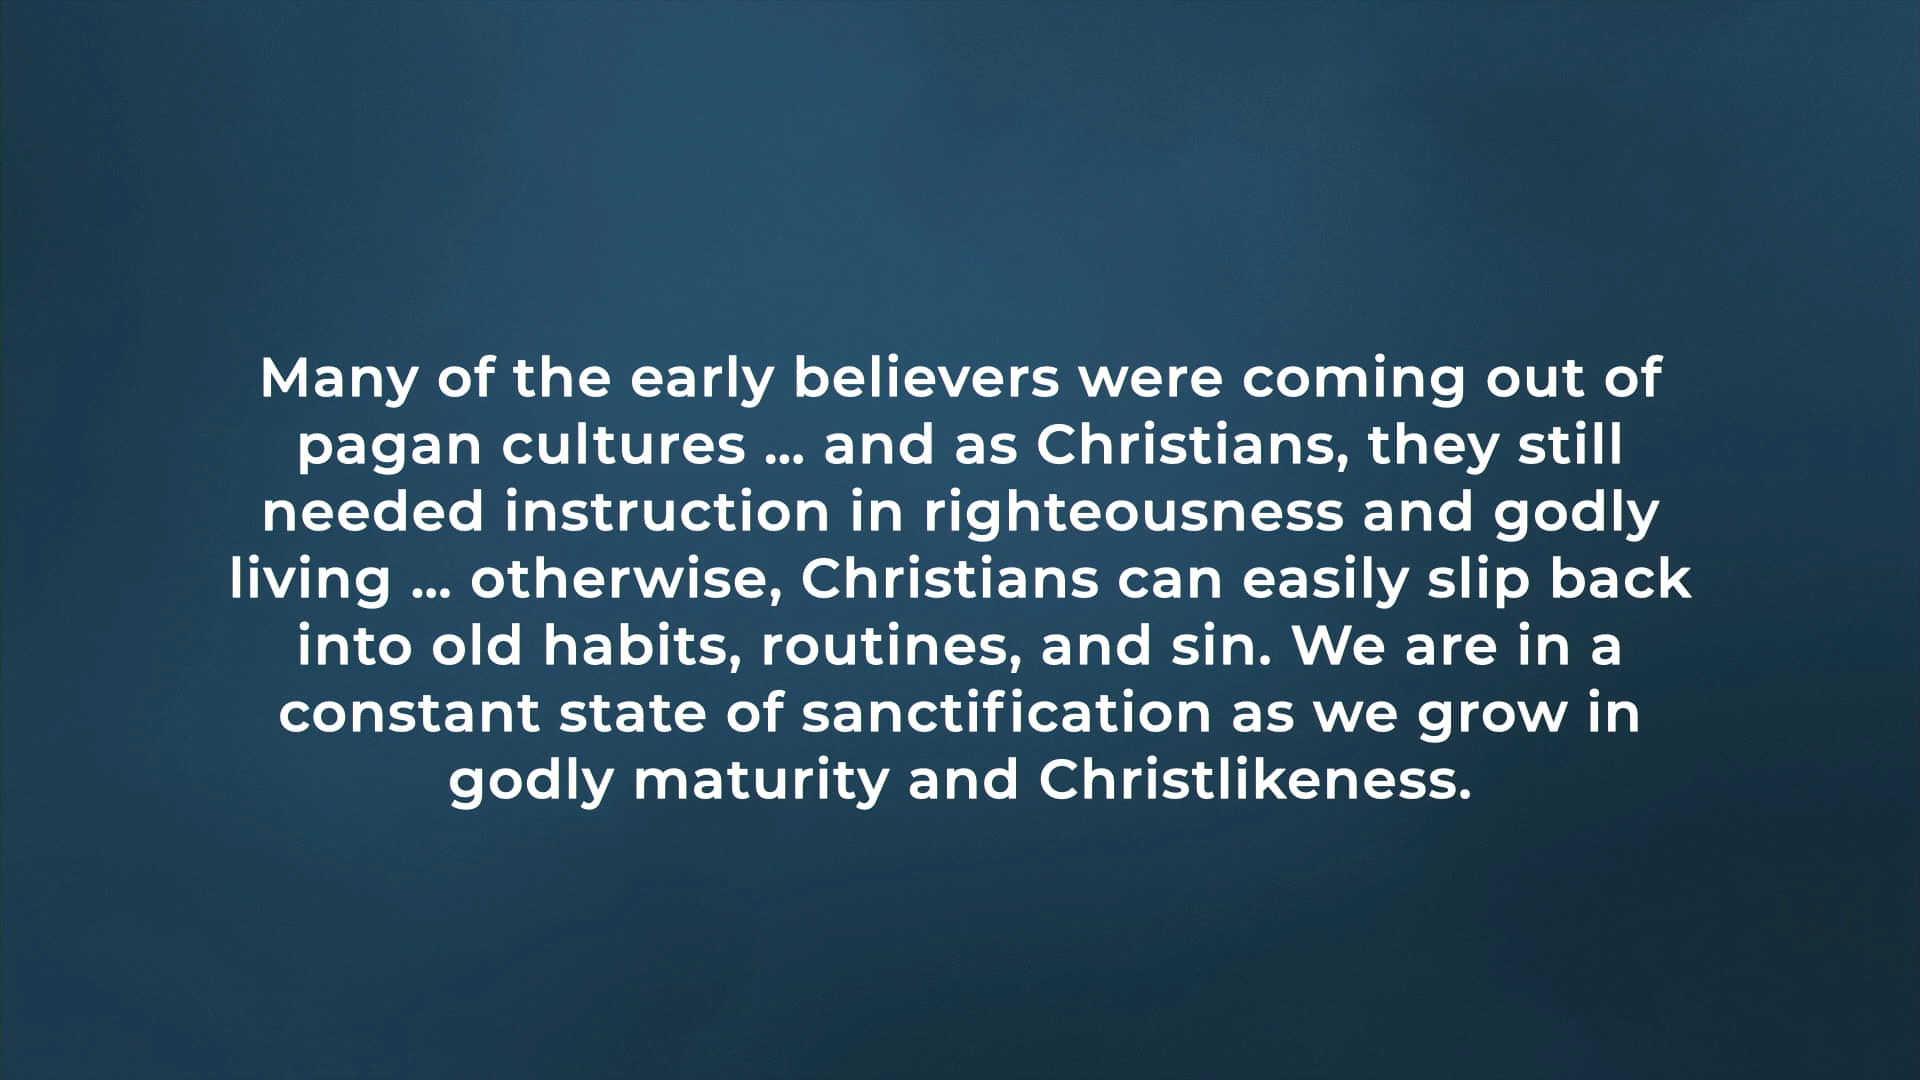 Many of the early believers were coming out of
pagan cultures ... and as Christians, they still
needed instruction in righteousness and godly
living ... otherwise, Christians can easily slip back
into old habits, routines, and sin. We are in a
constant state of sanctification as we grow in
godly maturity and Christlikeness.